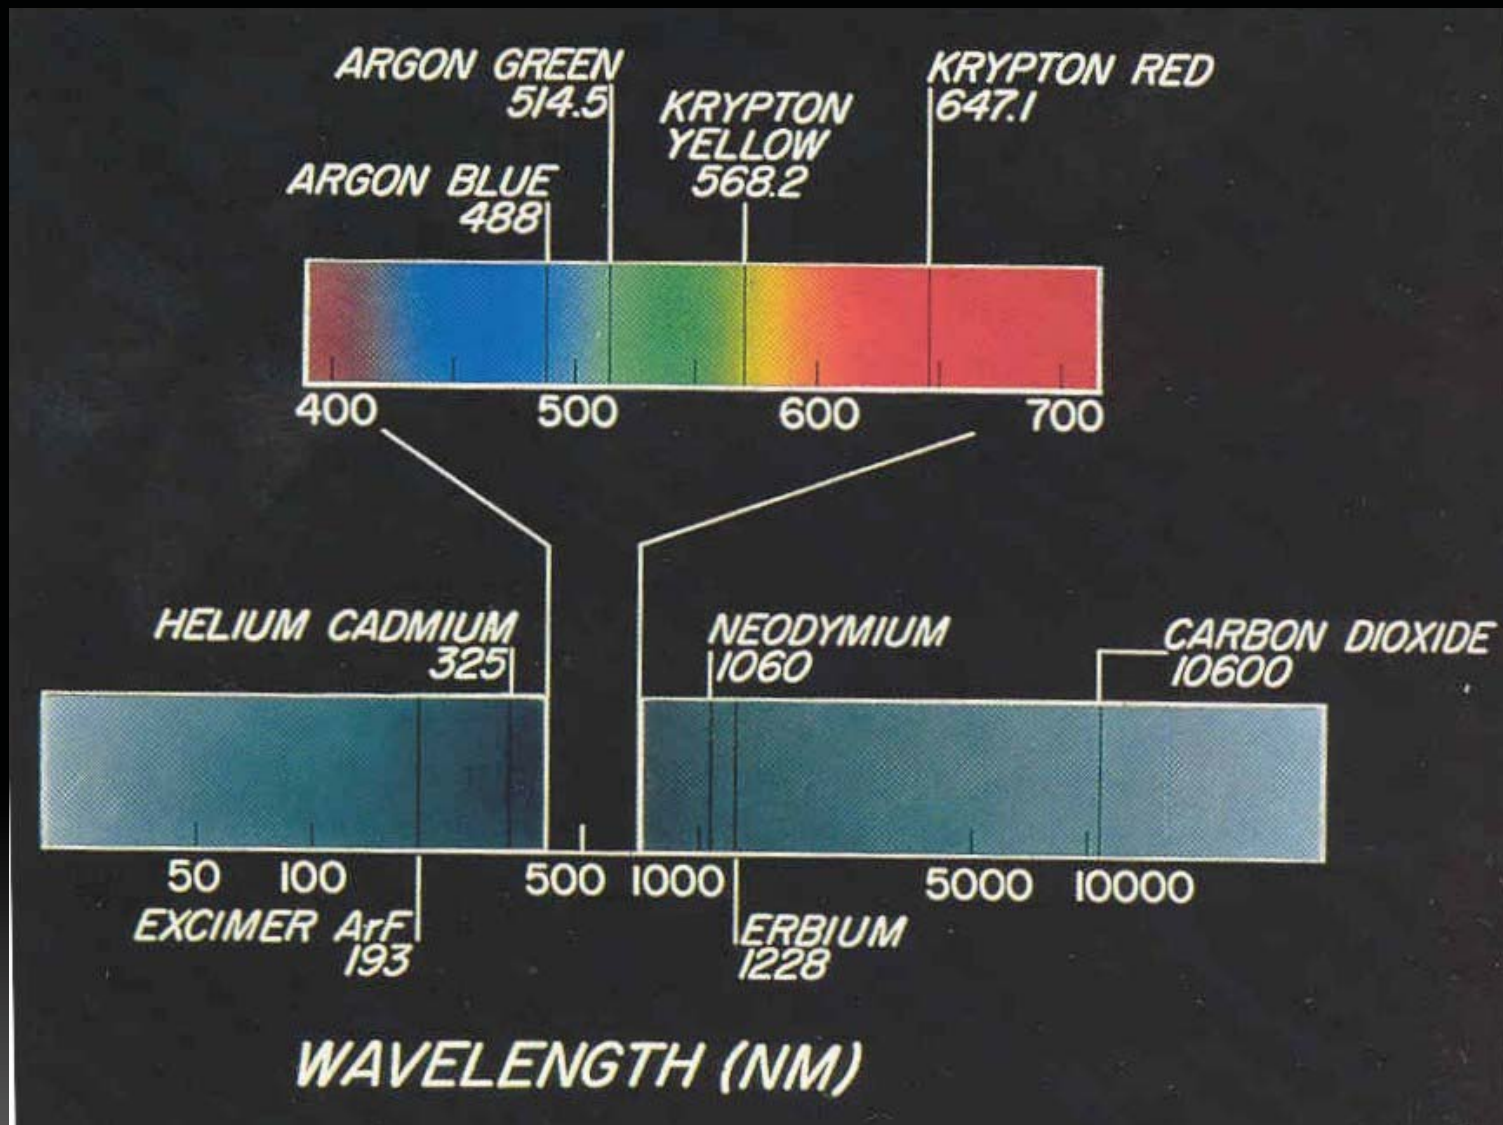 ARGON GREEN
514.5
KRYPTON RED
647.1
KRYPTON
YELLOW
568.2
ARGON BLUE
488
400 500 600 700
HELIUM CADMIUM
325
NEODYMIUM
1060
CARBON DIOXIDE
10600
50 100 500 1000 5000 10000
EXCIMER ArF
193
ERBIUM
1228
WAVELENGTH (NM)